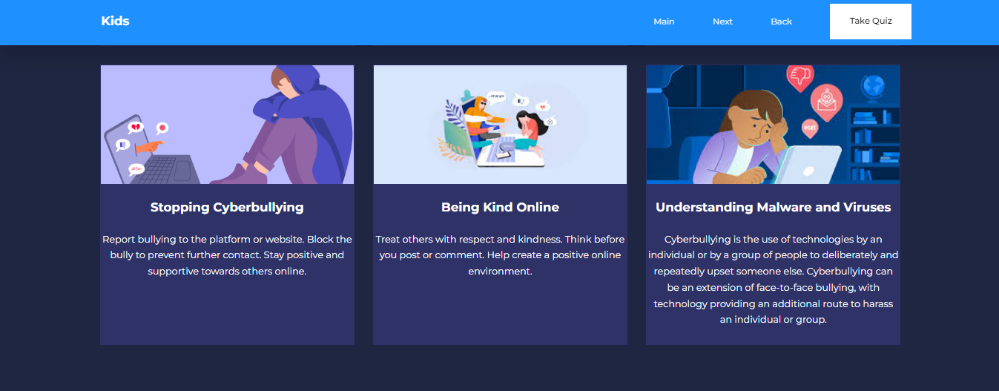 Kids
Main
Next
Back
Take Quiz
Stopping Cyberbullying
Report bullying to the platform or website. Block the
bully to prevent further contact. Stay positive and
supportive towards others online.
Being Kind Online
Treat others with respect and kindness. Think before
you post or comment. Help create a positive online
environment.
Understanding Malware and Viruses
Cyberbullying is the use of technologies by an
individual or by a group of people to deliberately and
repeatedly upset someone else. Cyberbullying can
be an extension of face-to-face bullying, with
technology providing an additional route to harass
an individual or group.